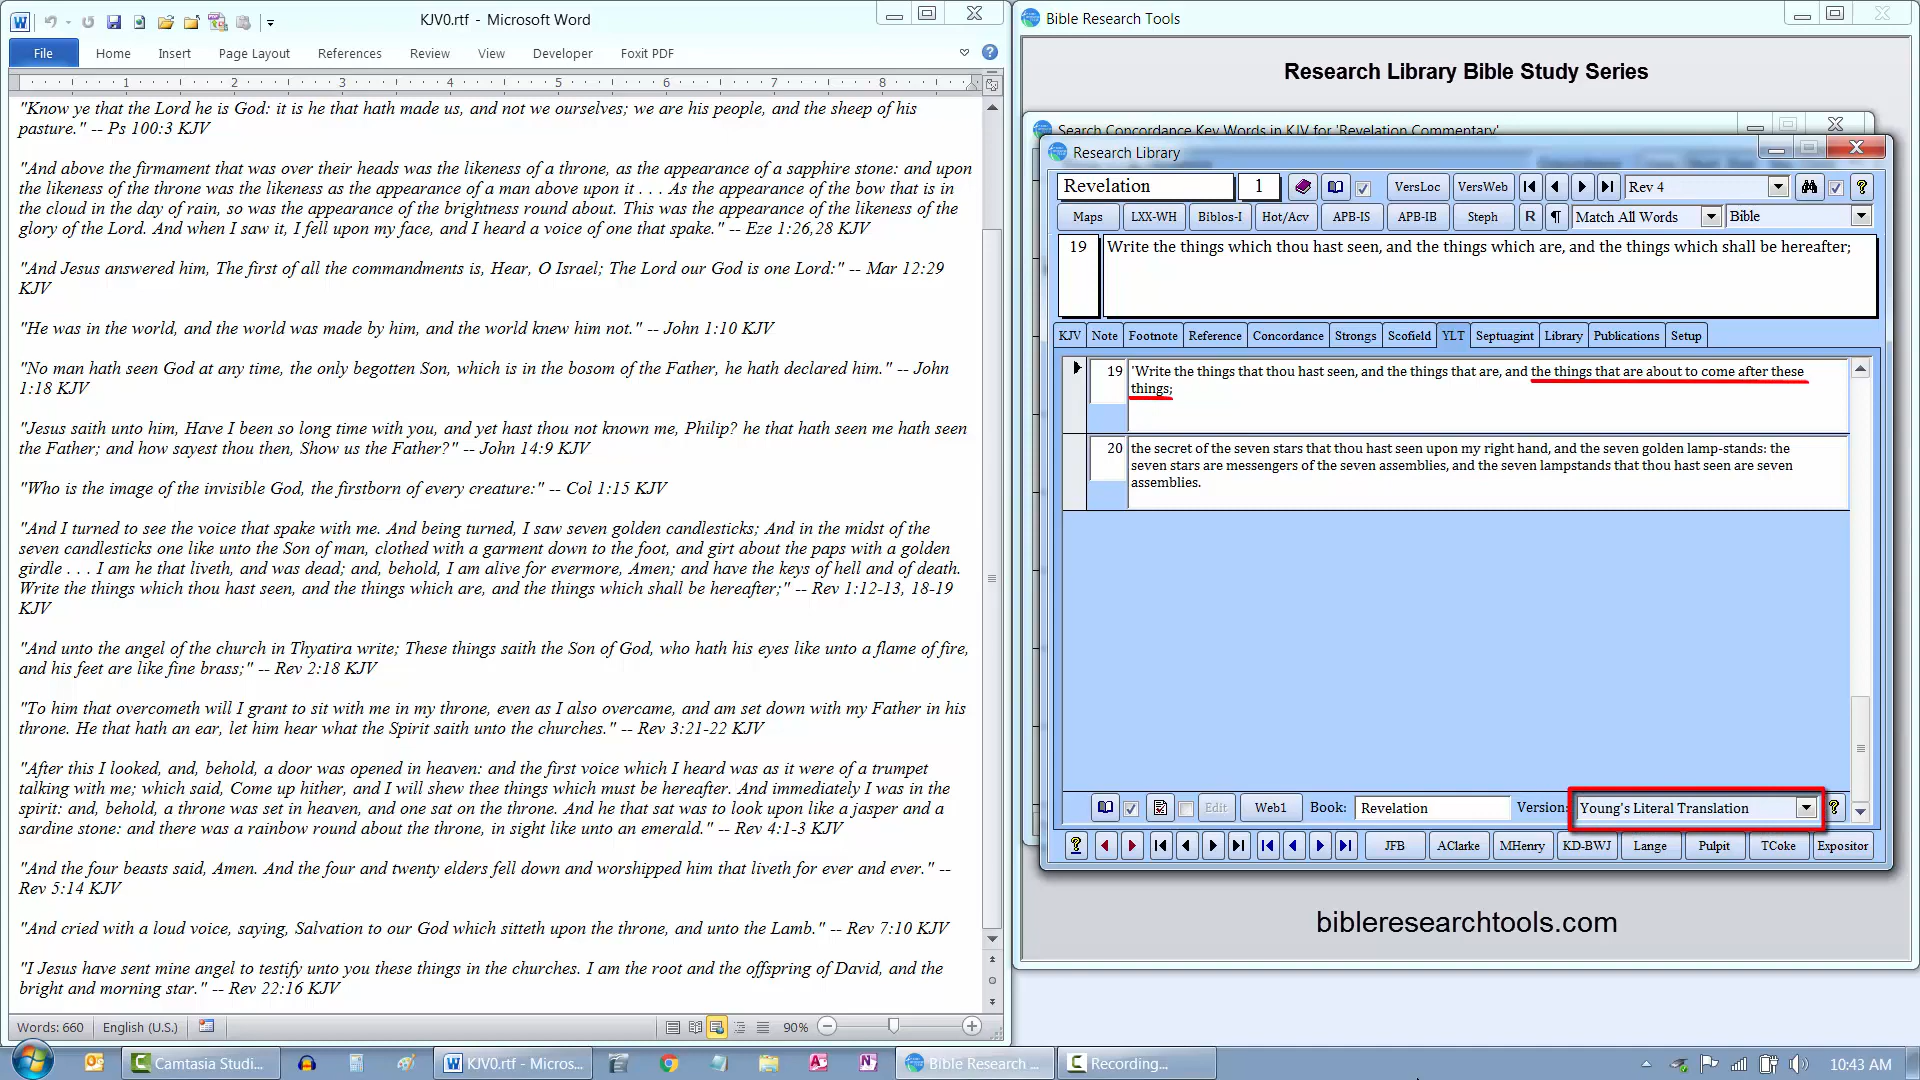 KJV0.rtf - Microsoft Word
File Home Insert Page Layout References Review View Developer Foxit PDF
1 2 3 4 5 6 7 8
"Know ye that the Lord he is God: it is he that hath made us, and not we ourselves; we are his people, and the sheep of his
pasture." -- Ps 100:3 KJV
"And above the firmament that was over their heads was the likeness of a throne, as the appearance of a sapphire stone: and upon
the likeness of the throne was the likeness as the appearance of a man above upon it . . . As the appearance of the bow that is in
the cloud in the day of rain, so was the appearance of the brightness round about. This was the appearance of the likeness of the
glory of the Lord. And when I saw it, I fell upon my face, and I heard a voice of one that spake." -- Eze 1:26,28 KJV
"And Jesus answered him, The first of all the commandments is, Hear, O Israel; The Lord our God is one Lord:" -- Mar 12:29
KJV
"He was in the world, and the world was made by him, and the world knew him not." -- John 1:10 KJV
"No man hath seen God at any time, the only begotten Son, which is in the bosom of the Father, he hath declared him." -- John
1:18 KJV
"Jesus saith unto him, Have I been so long time with you, and yet hast thou not known me, Philip? he that hath seen me hath seen
the Father; and how sayest thou then, Shew us the Father?" -- John 14:9 KJV
"Who is the image of the invisible God, the firstborn of every creature:" -- Col 1:15 KJV
"And I turned to see the voice that spake with me. And being turned, I saw seven golden candlesticks; And in the midst of the
seven candlesticks one like unto the Son of man, clothed with a garment down to the foot, and girt about the paps with a golden
girdle . . . I am he that liveth, and was dead; and, behold, I am alive for evermore, Amen; and have the keys of hell and of death.
Write the things which thou hast seen, and the things which are, and the things which shall be hereafter;" -- Rev 1:12-13, 18-19
KJV
"And unto the angel of the church in Thyatira write; These things saith the Son of God, who hath his eyes like unto a flame of fire,
and his feet are like fine brass;" -- Rev 2:18 KJV
"To him that overcometh will I grant to sit with me in my throne, even as I also overcame, and am set down with my Father in his
throne. He that hath an ear, let him hear what the Spirit saith unto the churches." -- Rev 3:21-22 KJV
"After this I looked, and, behold, a door was opened in heaven: and the first voice which I heard was as it were of a trumpet
talking with me; which said, Come up hither, and I will shew thee things which must be hereafter. And immediately I was in the
spirit: and, behold, a throne was set in heaven, and one sat on the throne. And he that sat was to look upon like a jasper and a
sardine stone: and there was a rainbow round about the throne, in sight like unto an emerald." -- Rev 4:1-3 KJV
"And the four beasts said, Amen. And the four and twenty elders fell down and worshipped him that liveth for ever and ever." --
Rev 5:14 KJV
"And cried with a loud voice, saying, Salvation to our God which sitteth upon the throne, and unto the Lamb." -- Rev 7:10 KJV
"I Jesus have sent mine angel to testify unto you these things in the churches. I am the root and the offspring of David, and the
bright and morning star." -- Rev 22:16 KJV
Words: 660 English (U.S.) 90%
Bible Research Tools
Research Library Bible Study Series
Search Concordance Key Words in KJV for 'Revelation Commentary'
Research Library
Revelation 1 VersLoc VersWeb Rev 4
Maps LXX-WH Biblos-I Hot/Acv APB-IS APB-IB Steph R ¶ Match All Words Bible
19 Write the things which thou hast seen, and the things which are, and the things which shall be hereafter;
KJV Note Footnote Reference Concordance Strongs Scofield YLT Septuagint Library Publications Setup
19 'Write the things that thou hast seen, and the things that are, and the things that are about to come after these
things;
20 the secret of the seven stars that thou hast seen upon my right hand, and the seven golden lamp-stands: the
seven stars are messengers of the seven assemblies, and the seven lampstands that thou hast seen are seven
assemblies.
Edit Web1 Book: Revelation Version: Young's Literal Translation
JFB AClarke MHenry KD-BWJ Lange Pulpit TCoke Expositor
bibleresearchtools.com
Camtasia Studi... KJV0.rtf - Micros... Bible Research ... Recording... 10:43 AM